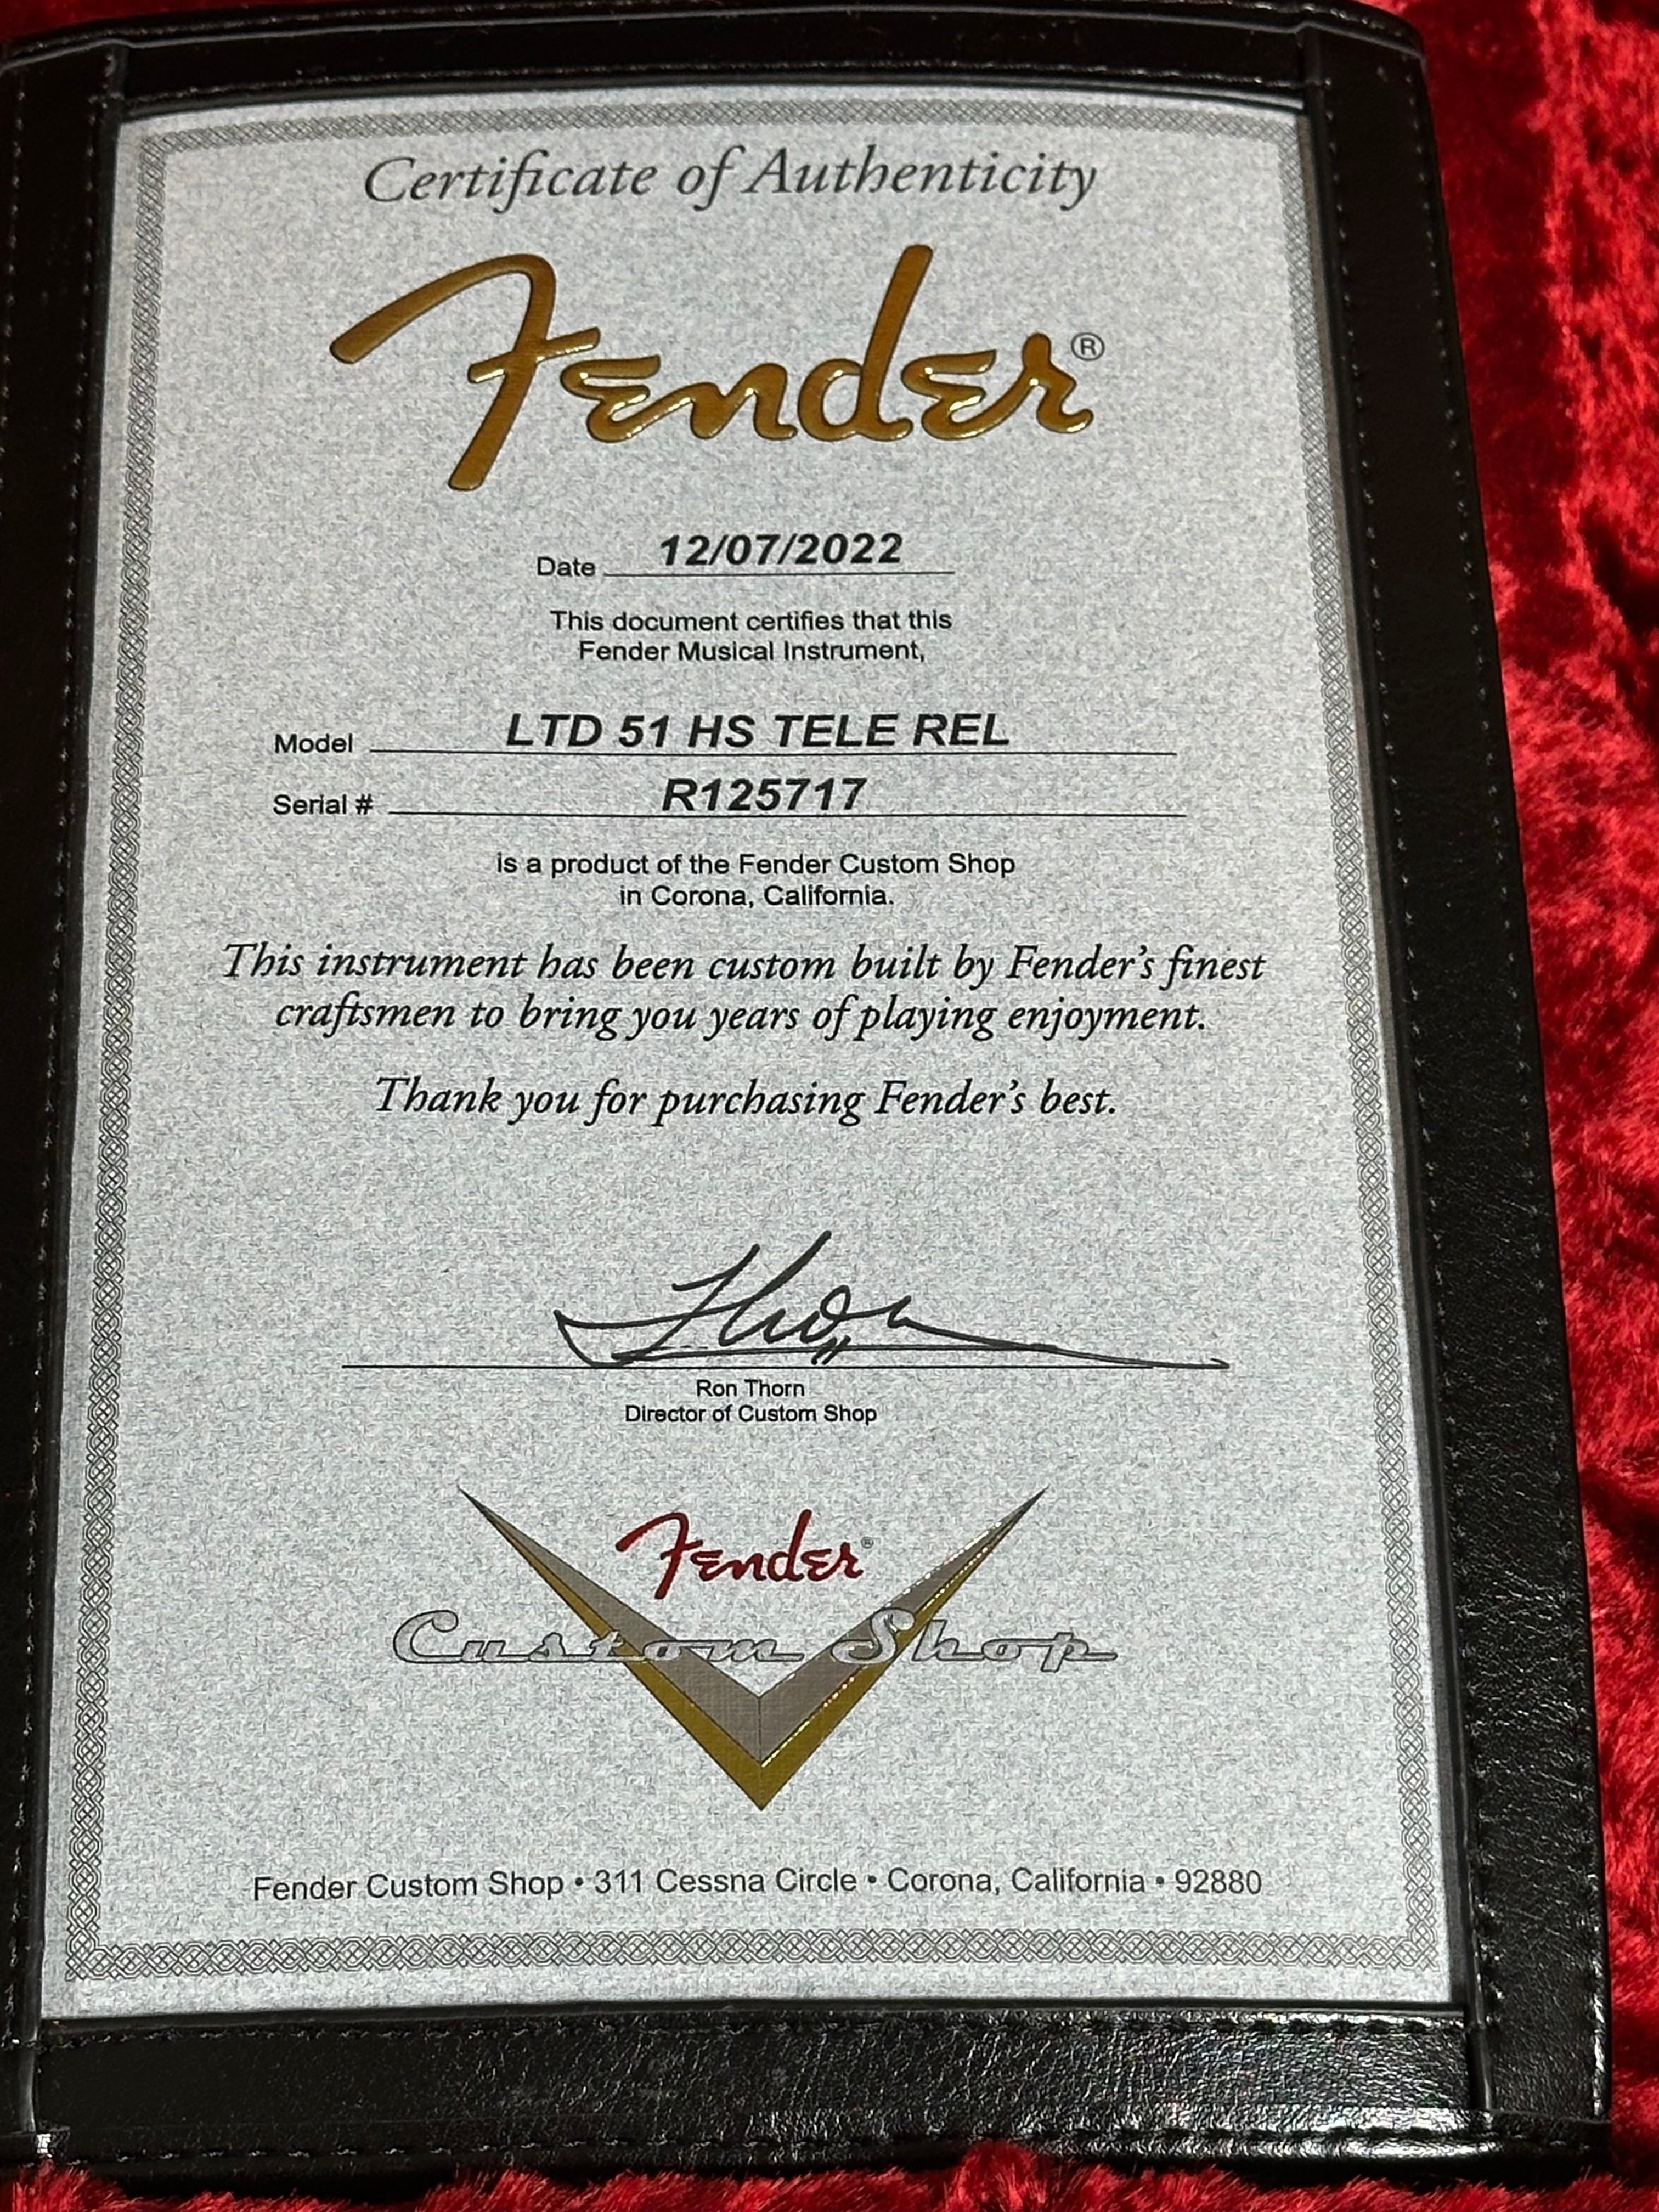 Certificate of Authenticity
Fender®
Date 12/07/2022
This document certifies that this
Fender Musical Instrument,
Model LTD 51 HS TELE REL
Serial # R125717
is a product of the Fender Custom Shop
in Corona, California.
This instrument has been custom built by Fender's finest
craftsmen to bring you years of playing enjoyment.
Thank you for purchasing Fender's best.
Thorn
Ron Thorn
Director of Custom Shop
Fender®
Custom Shop
Fender Custom Shop • 311 Cessna Circle • Corona, California • 92880